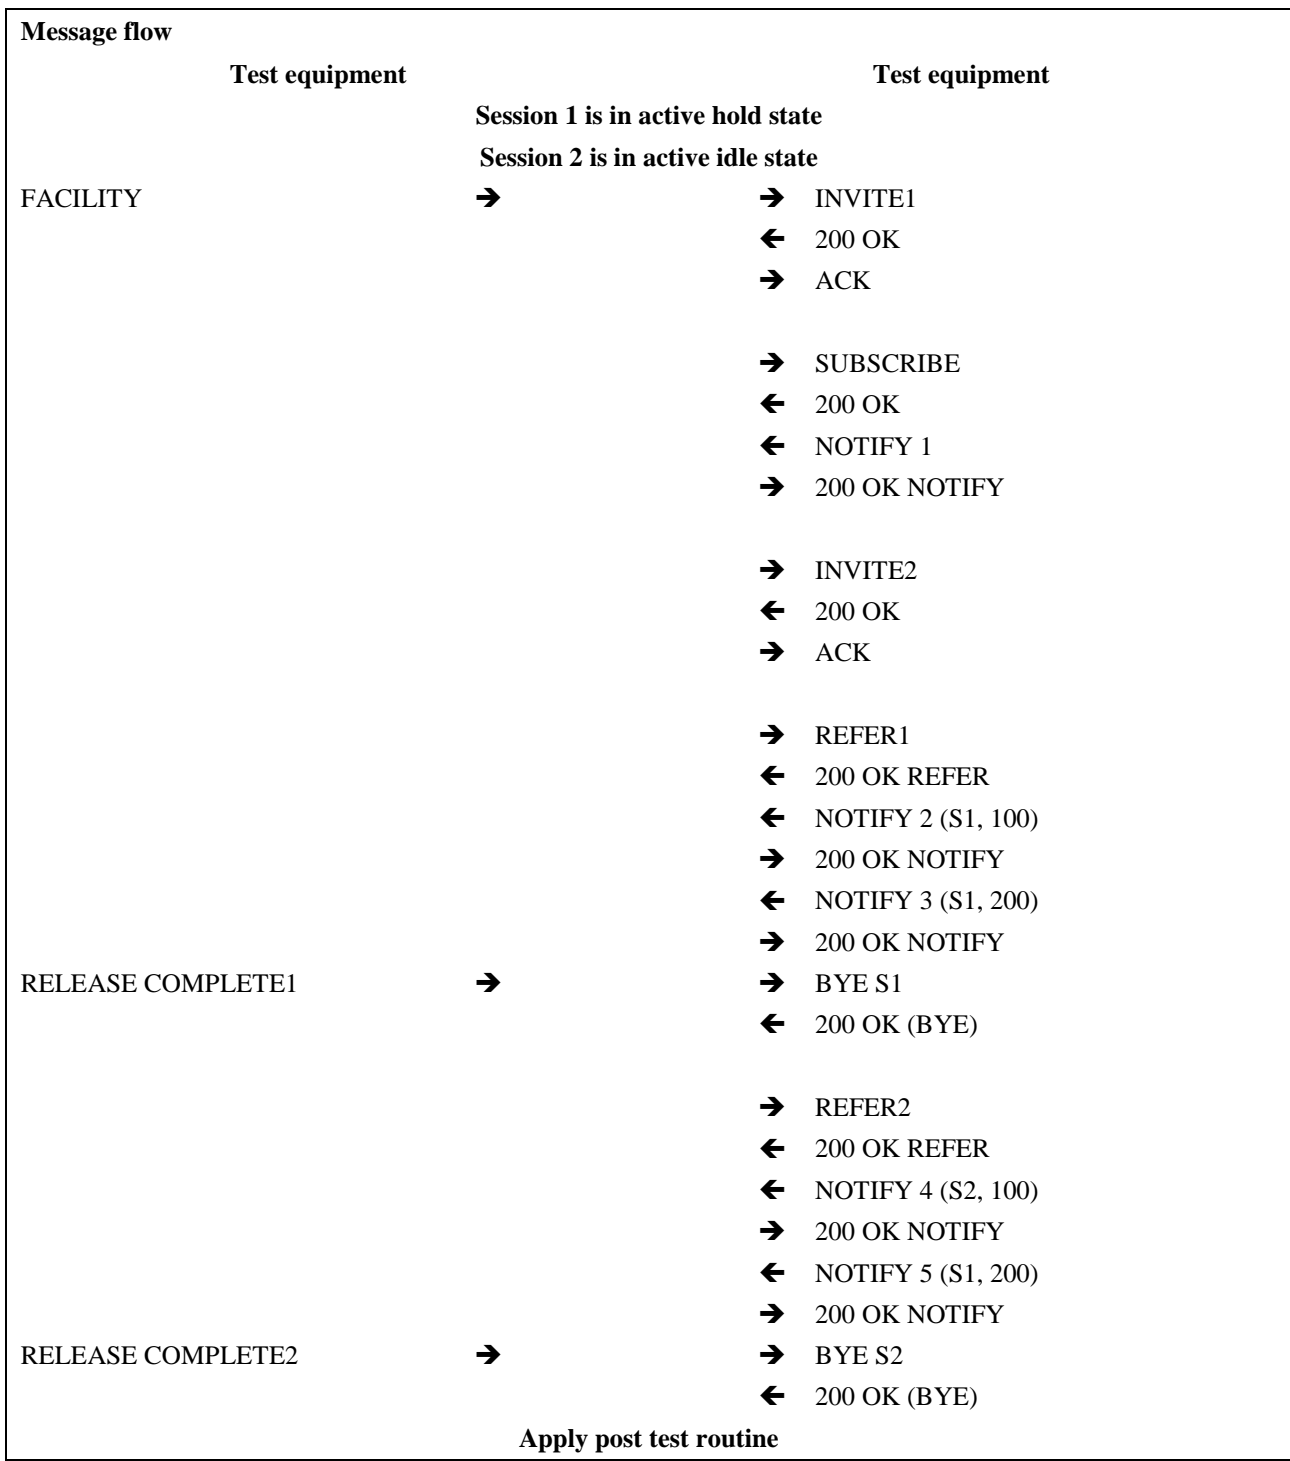 Message flow
Test equipment Test equipment
Session 1 is in active hold state
Session 2 is in active idle state
FACILITY ➔ ➔ INVITE1
🡸 200 OK
➔ ACK
➔ SUBSCRIBE
🡸 200 OK
🡸 NOTIFY 1
➔ 200 OK NOTIFY
➔ INVITE2
🡸 200 OK
➔ ACK
➔ REFER1
🡸 200 OK REFER
🡸 NOTIFY 2 (S1, 100)
➔ 200 OK NOTIFY
🡸 NOTIFY 3 (S1, 200)
➔ 200 OK NOTIFY
RELEASE COMPLETE1 ➔ ➔ BYE S1
🡸 200 OK (BYE)
➔ REFER2
🡸 200 OK REFER
🡸 NOTIFY 4 (S2, 100)
➔ 200 OK NOTIFY
🡸 NOTIFY 5 (S1, 200)
➔ 200 OK NOTIFY
RELEASE COMPLETE2 ➔ ➔ BYE S2
🡸 200 OK (BYE)
Apply post test routine